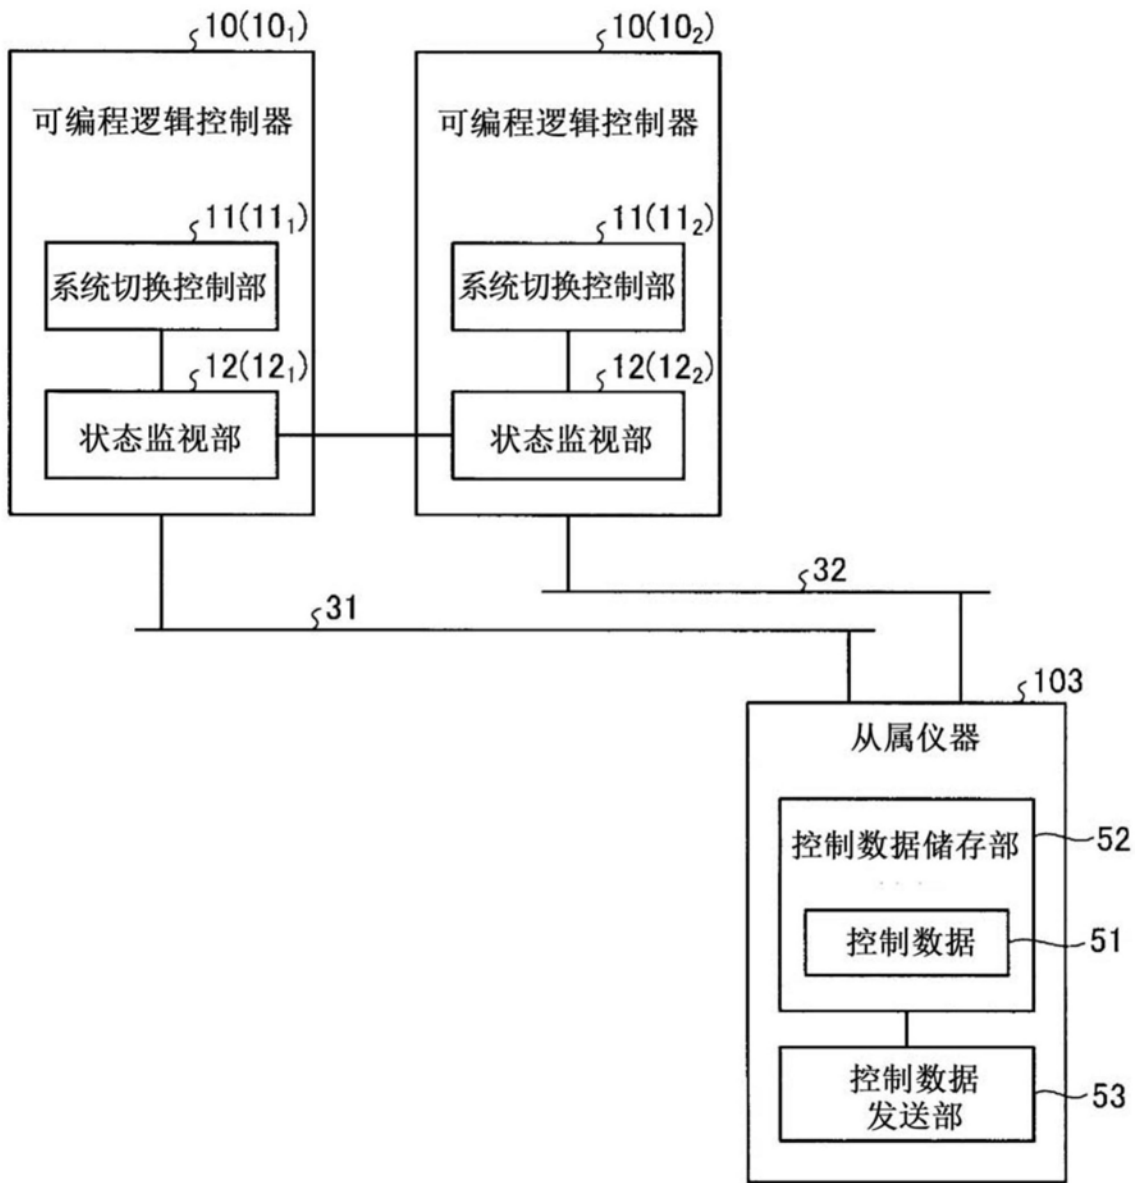 10(10₁)
10(10₂)
可编程逻辑控制器
可编程逻辑控制器
11(11₁)
11(11₂)
系统切换控制部
系统切换控制部
12(12₁)
12(12₂)
状态监视部
状态监视部
32
31
103
从属仪器
控制数据储存部
52
控制数据
51
控制数据
发送部
53